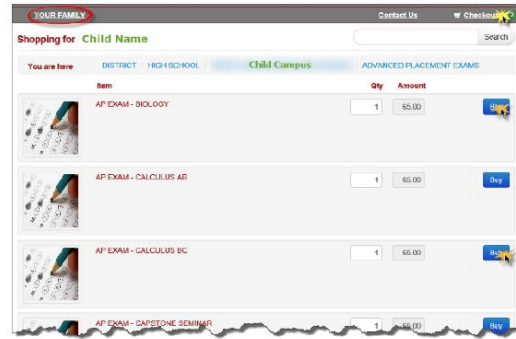 YOUR FAMILY Contact Us Checkout
Shopping for Child Name Search
You are here DISTRICT / HIGH SCHOOL / Child Campus / ADVANCED PLACEMENT EXAMS
Item Qty Amount
AP EXAM - BIOLOGY 1 65.00 Buy
AP EXAM - CALCULUS AB 1 65.00 Buy
AP EXAM - CALCULUS BC 1 65.00 Buy
AP EXAM - CAPSTONE SEMINAR 1 Buy